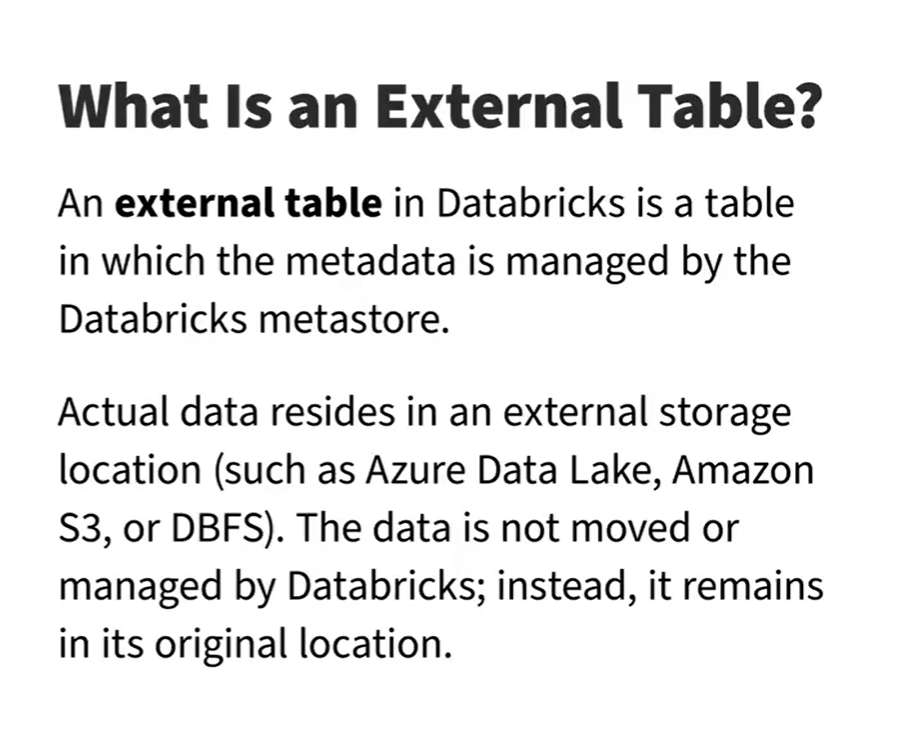 What Is an External Table?
An external table in Databricks is a table
in which the metadata is managed by the
Databricks metastore.
Actual data resides in an external storage
location (such as Azure Data Lake, Amazon
S3, or DBFS). The data is not moved or
managed by Databricks; instead, it remains
in its original location.